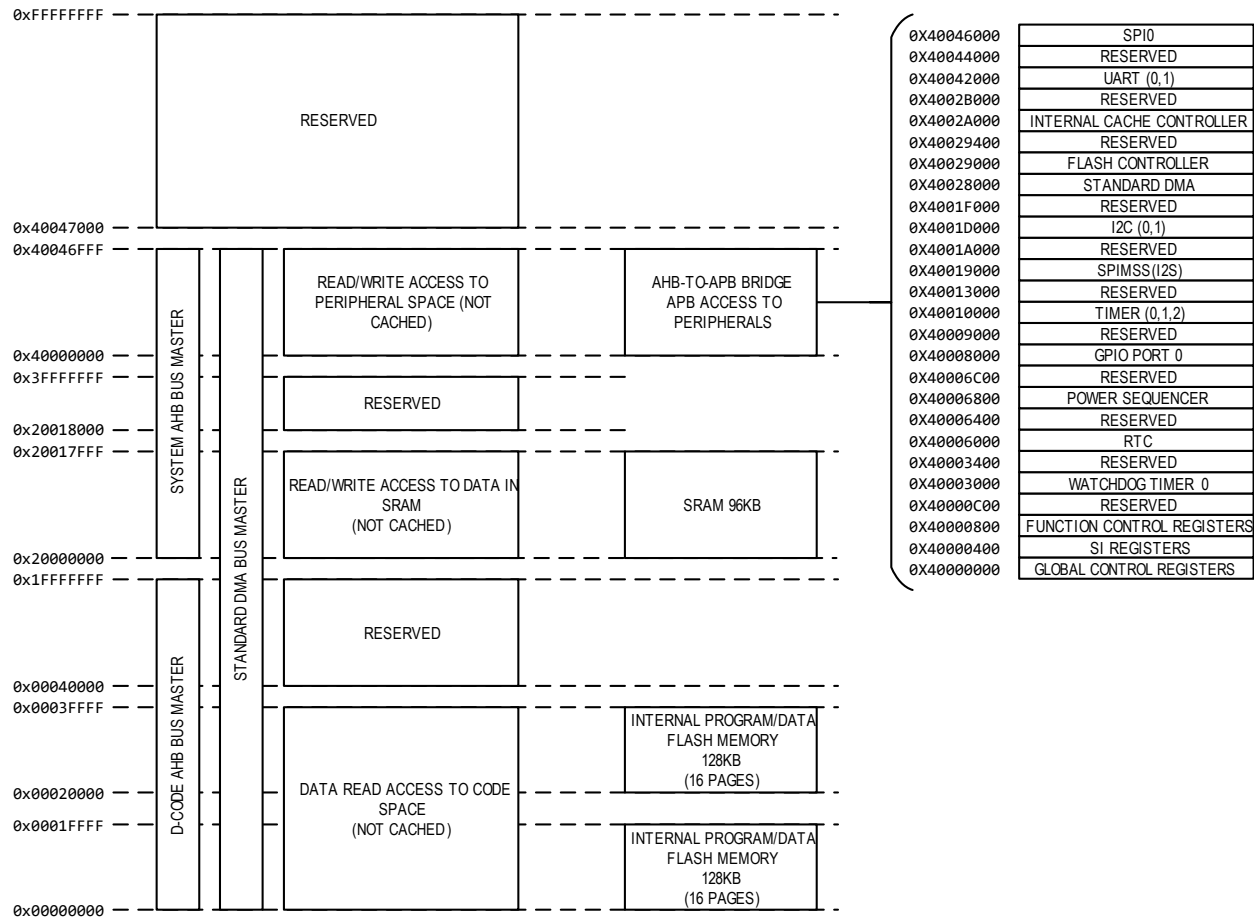 0xFFFFFFFF
RESERVED
0x40047000
0x40046FFF
SYSTEM AHB BUS MASTER
STANDARD DMA BUS MASTER
READ/WRITE ACCESS TO
PERIPHERAL SPACE (NOT
CACHED)
AHB-TO-APB BRIDGE
APB ACCESS TO
PERIPHERALS
0x40000000
0x3FFFFFFF
RESERVED
0x20018000
0x20017FFF
READ/WRITE ACCESS TO DATA IN
SRAM
(NOT CACHED)
SRAM 96KB
0x20000000
0x1FFFFFFF
D-CODE AHB BUS MASTER
RESERVED
0x00040000
0x0003FFFF
DATA READ ACCESS TO CODE
SPACE
(NOT CACHED)
INTERNAL PROGRAM/DATA
FLASH MEMORY
128KB
(16 PAGES)
0x00020000
0x0001FFFF
INTERNAL PROGRAM/DATA
FLASH MEMORY
128KB
(16 PAGES)
0x00000000
0X40046000 SPI0
0X40044000 RESERVED
0X40042000 UART (0,1)
0X4002B000 RESERVED
0X4002A000 INTERNAL CACHE CONTROLLER
0X40029400 RESERVED
0X40029000 FLASH CONTROLLER
0X40028000 STANDARD DMA
0X4001F000 RESERVED
0X4001D000 I2C (0,1)
0X4001A000 RESERVED
0X40019000 SPIMSS(I2S)
0X40013000 RESERVED
0X40010000 TIMER (0,1,2)
0X40009000 RESERVED
0X40008000 GPIO PORT 0
0X40006C00 RESERVED
0X40006800 POWER SEQUENCER
0X40006400 RESERVED
0X40006000 RTC
0X40003400 RESERVED
0X40003000 WATCHDOG TIMER 0
0X40000C00 RESERVED
0X40000800 FUNCTION CONTROL REGISTERS
0X40000400 SI REGISTERS
0X40000000 GLOBAL CONTROL REGISTERS